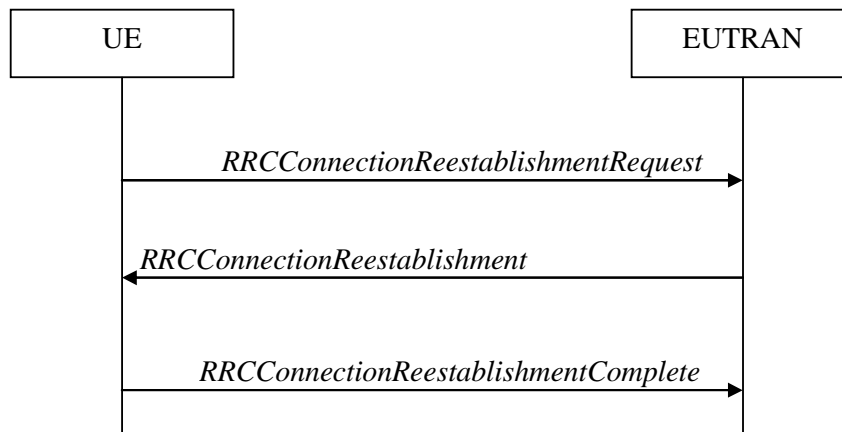 UE
EUTRAN
RRCConnectionReestablishmentRequest
RRCConnectionReestablishment
RRCConnectionReestablishmentComplete